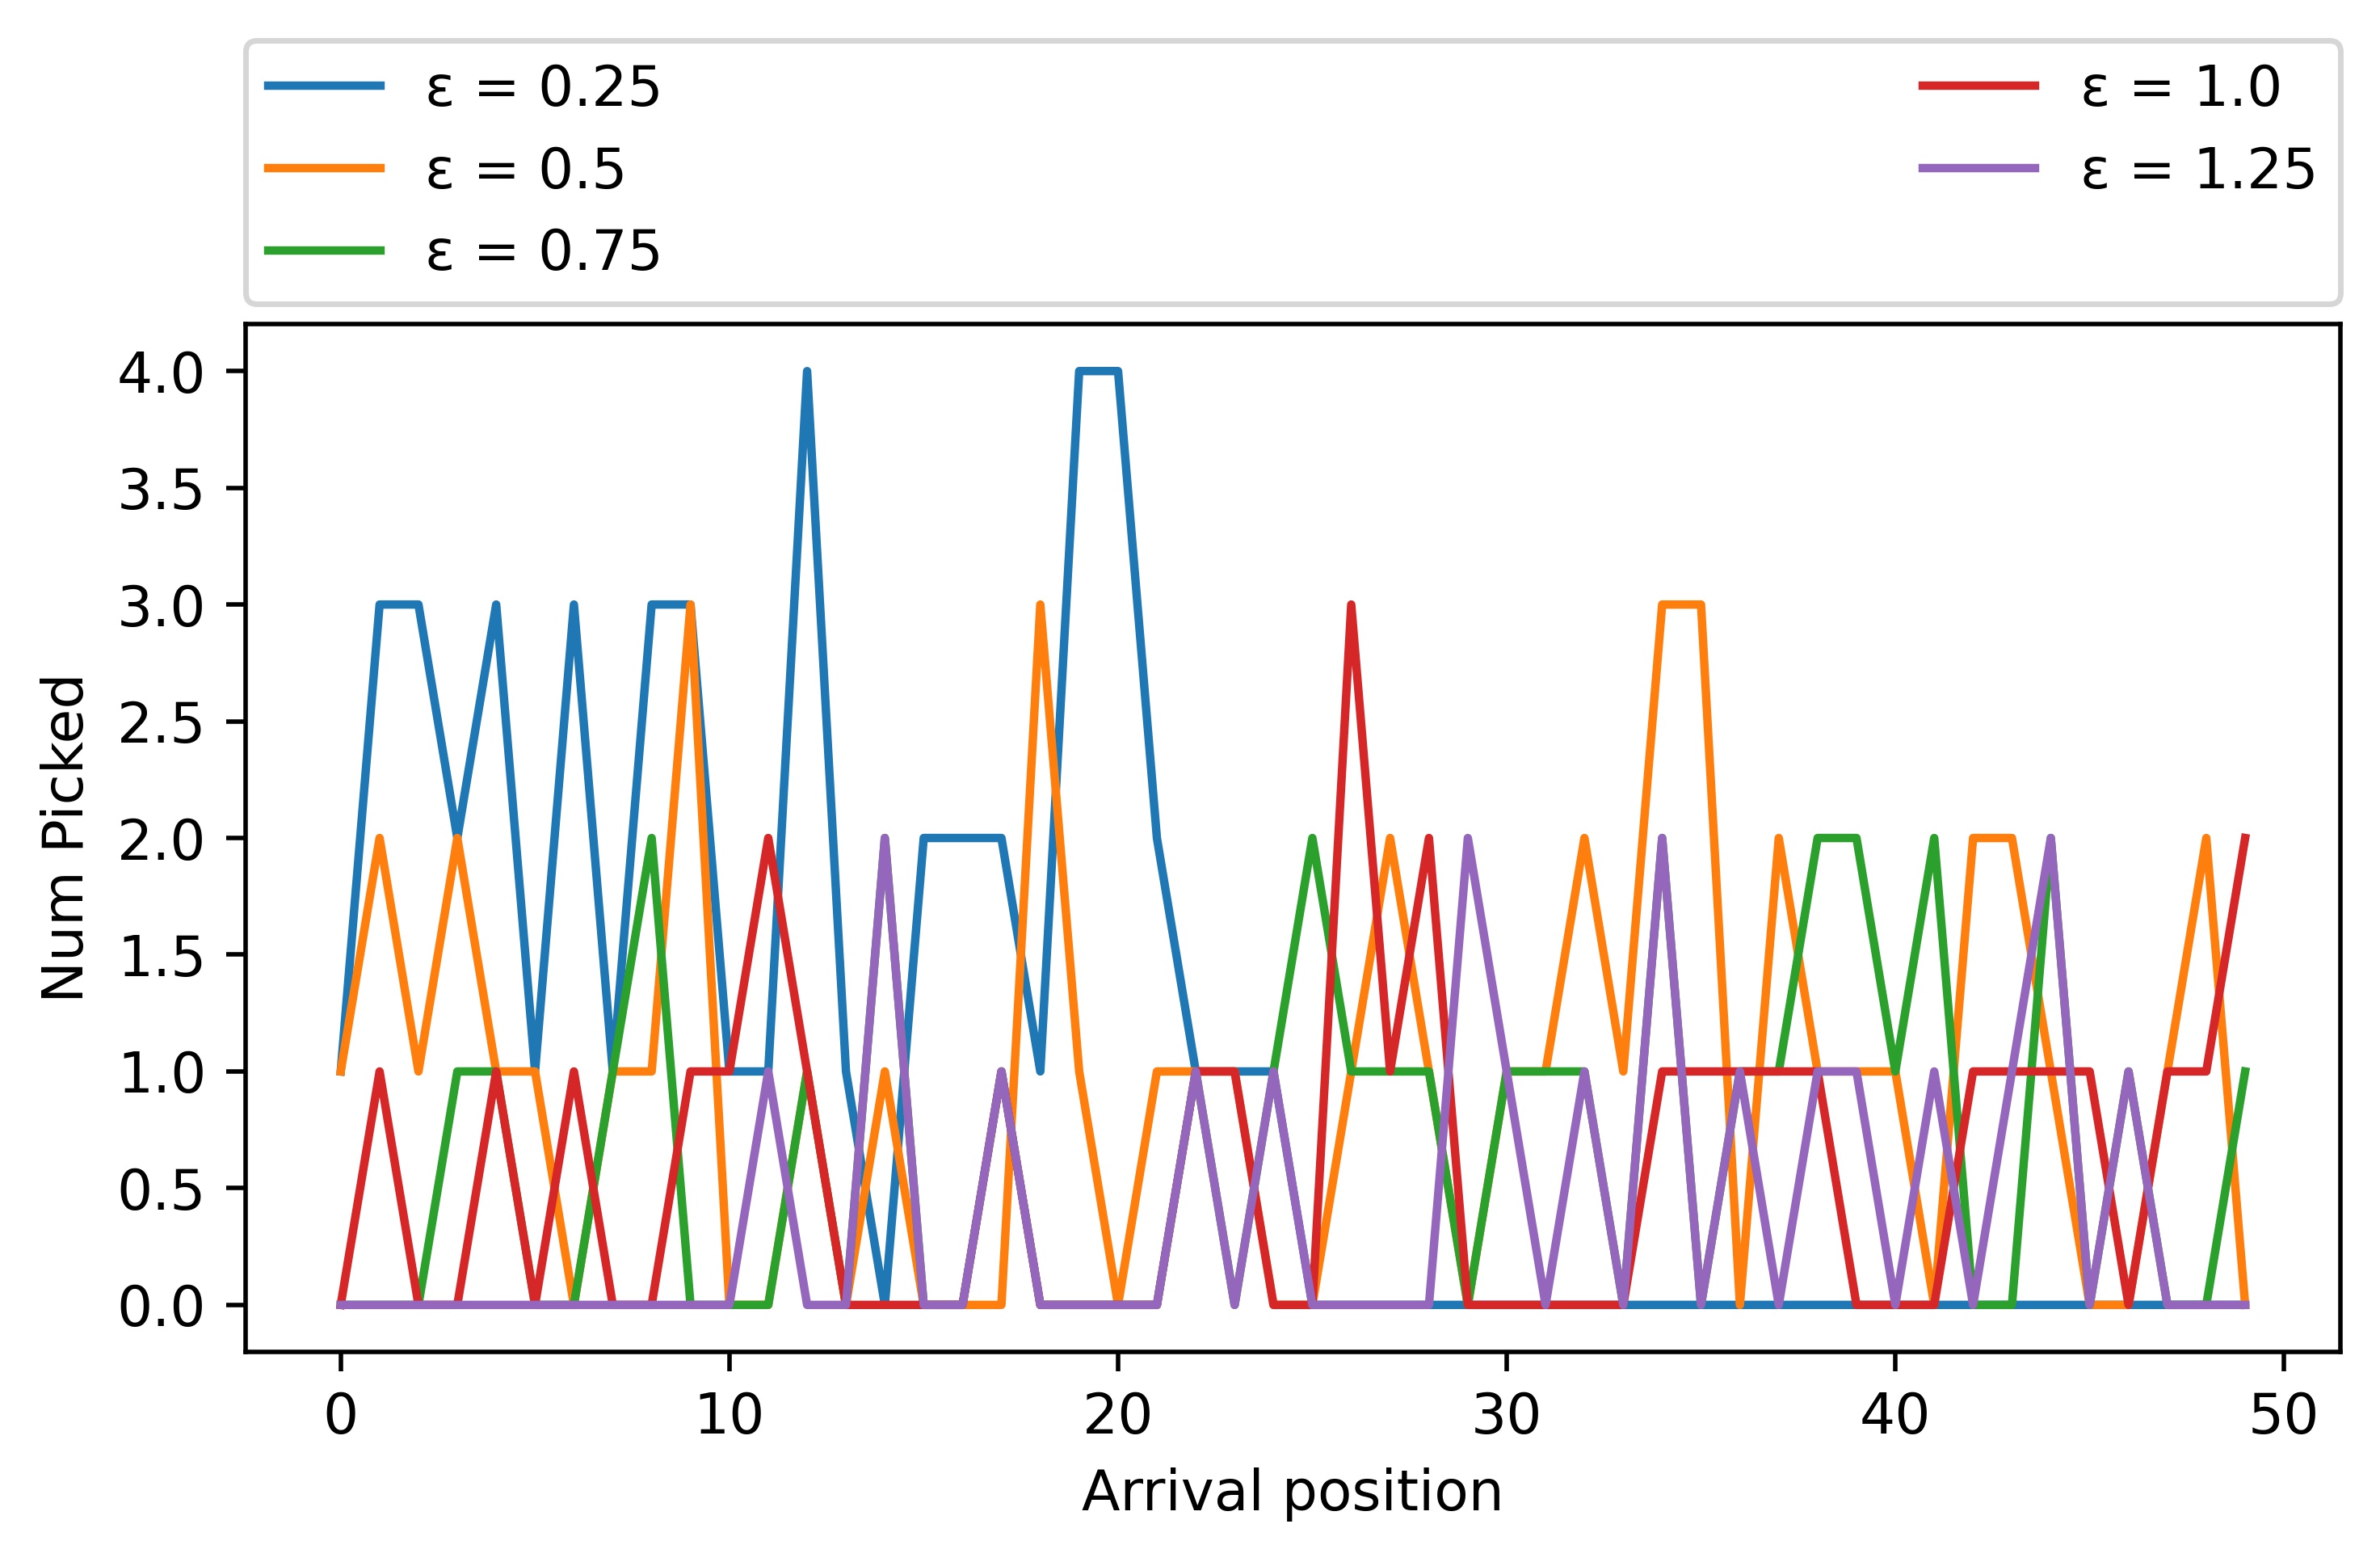 ε = 0.25
ε = 0.5
ε = 0.75
ε = 1.0
ε = 1.25
4.0
3.5
3.0
2.5
2.0
1.5
1.0
0.5
0.0
Num Picked
0 10 20 30 40 50
Arrival position